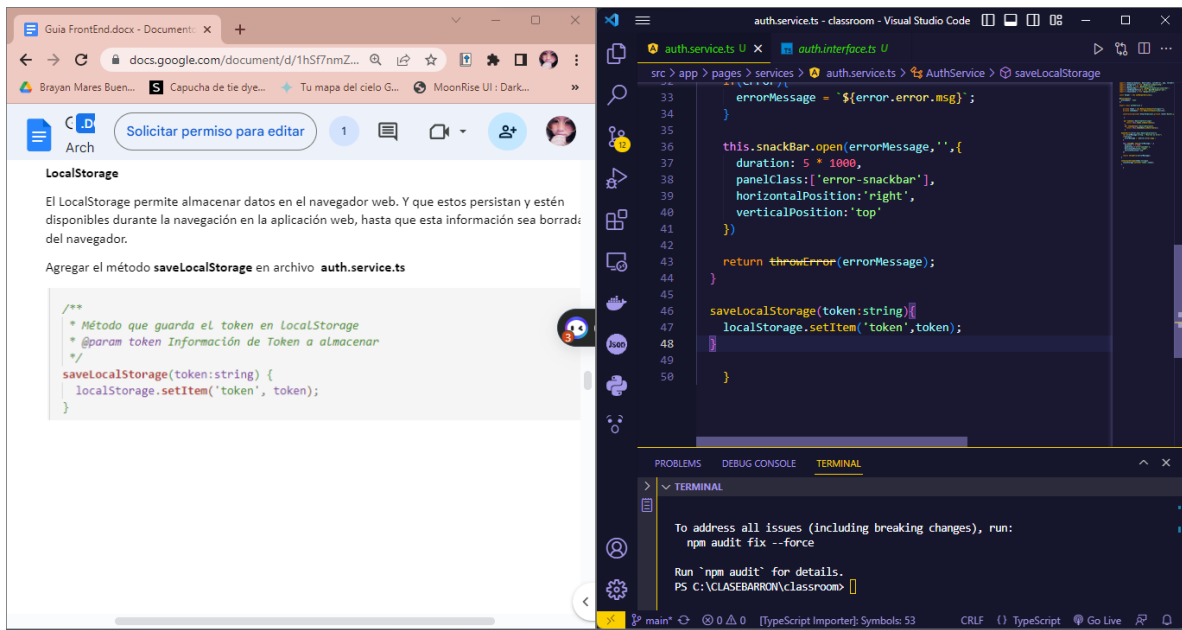 Guia FrontEnd.docx - Documento
docs.google.com/document/d/1hSf7nmZ...
Brayan Mares Buen...
Capucha de tie dye...
Tu mapa del cielo G...
MoonRise UI : Dark...
»
.D
Solicitar permiso para editar
1
Arch
LocalStorage
El LocalStorage permite almacenar datos en el navegador web. Y que estos persistan y estén
disponibles durante la navegación en la aplicación web, hasta que esta información sea borrada
del navegador.
Agregar el método saveLocalStorage en archivo auth.service.ts
/**
* Método que guarda el token en localStorage
* @param token Información de Token a almacenar
*/
saveLocalStorage(token:string) {
localStorage.setItem('token', token);
}
3
auth.service.ts - classroom - Visual Studio Code
auth.service.ts U
auth.interface.ts U
src > app > pages > services > auth.service.ts > AuthService > saveLocalStorage
32 if(error){
33 errorMessage = `${error.error.msg}`;
34 }
35
36 this.snackBar.open(errorMessage,'',{
37 duration: 5 * 1000,
38 panelClass:['error-snackbar'],
39 horizontalPosition:'right',
40 verticalPosition:'top'
41 })
42
43 return throwError(errorMessage);
44 }
45
46 saveLocalStorage(token:string){
47 localStorage.setItem('token',token);
48 }
49
50 }
12
Json
PROBLEMS DEBUG CONSOLE TERMINAL
TERMINAL
To address all issues (including breaking changes), run:
npm audit fix --force
Run `npm audit` for details.
PS C:\CLASEBARRON\classroom>
main* 0 0 [TypeScript Importer]: Symbols: 53 CRLF {} TypeScript Go Live